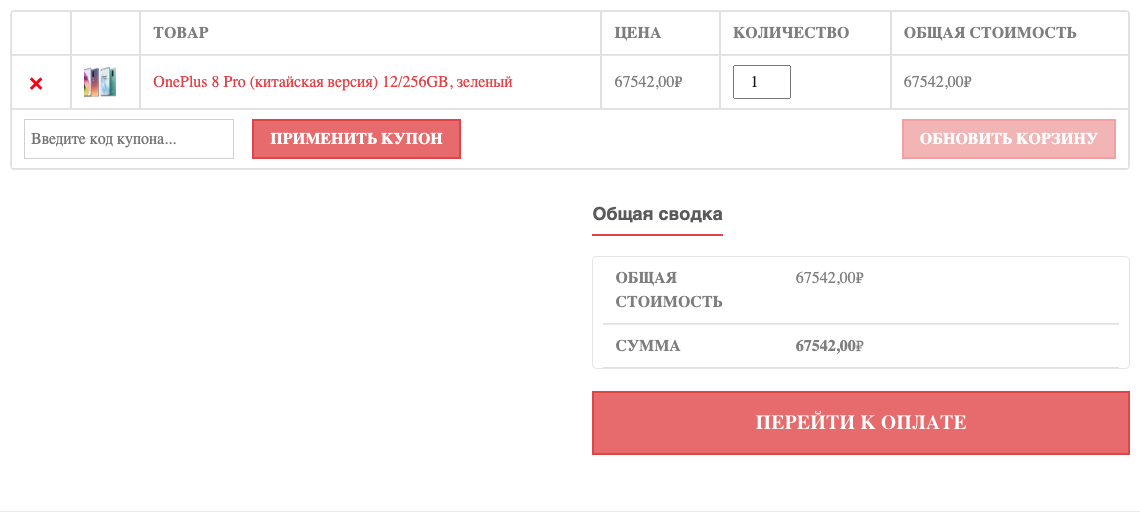 ТОВАР ЦЕНА КОЛИЧЕСТВО ОБЩАЯ СТОИМОСТЬ
× OnePlus 8 Pro (китайская версия) 12/256GB, зеленый 67542,00₽ 1 67542,00₽
Введите код купона... ПРИМЕНИТЬ КУПОН ОБНОВИТЬ КОРЗИНУ
Общая сводка
ОБЩАЯ СТОИМОСТЬ 67542,00₽
СУММА 67542,00₽
ПЕРЕЙТИ К ОПЛАТЕ